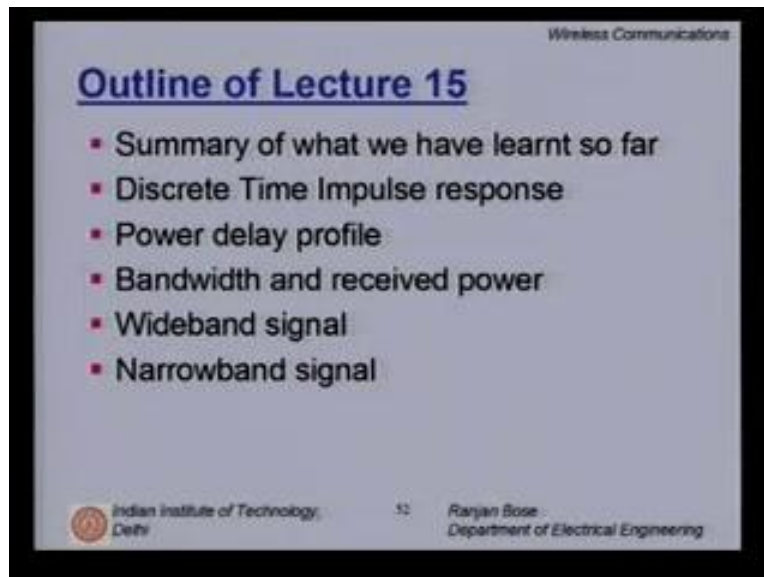 Wireless Communications
Outline of Lecture 15
▪ Summary of what we have learnt so far
▪ Discrete Time Impulse response
▪ Power delay profile
▪ Bandwidth and received power
▪ Wideband signal
▪ Narrowband signal
Indian Institute of Technology,
Delhi
52
Ranjan Bose
Department of Electrical Engineering